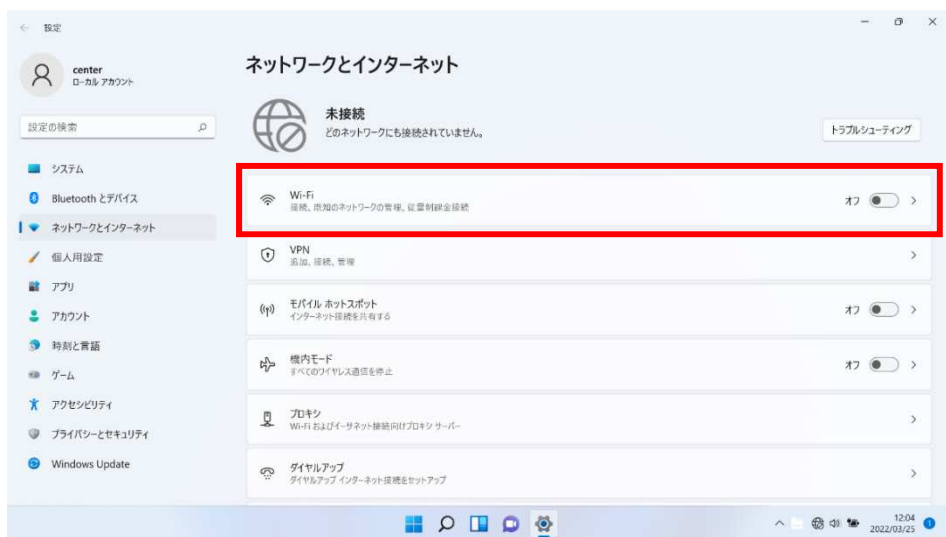 設定
center
ローカル アカウント
設定の検索
システム
Bluetooth とデバイス
ネットワークとインターネット
個人用設定
アプリ
アカウント
時刻と言語
ゲーム
アクセシビリティ
プライバシーとセキュリティ
Windows Update
ネットワークとインターネット
未接続
どのネットワークにも接続されていません。
トラブルシューティング
Wi-Fi
接続、既知のネットワークの管理、従量制課金接続
オフ
VPN
追加、接続、管理
モバイル ホットスポット
インターネット接続を共有する
オフ
機内モード
すべてのワイヤレス通信を停止
オフ
プロキシ
Wi-Fi およびイーサネット接続向けプロキシ サーバー
ダイヤルアップ
ダイヤルアップ インターネット接続をセットアップ
12:04
2022/03/25
1